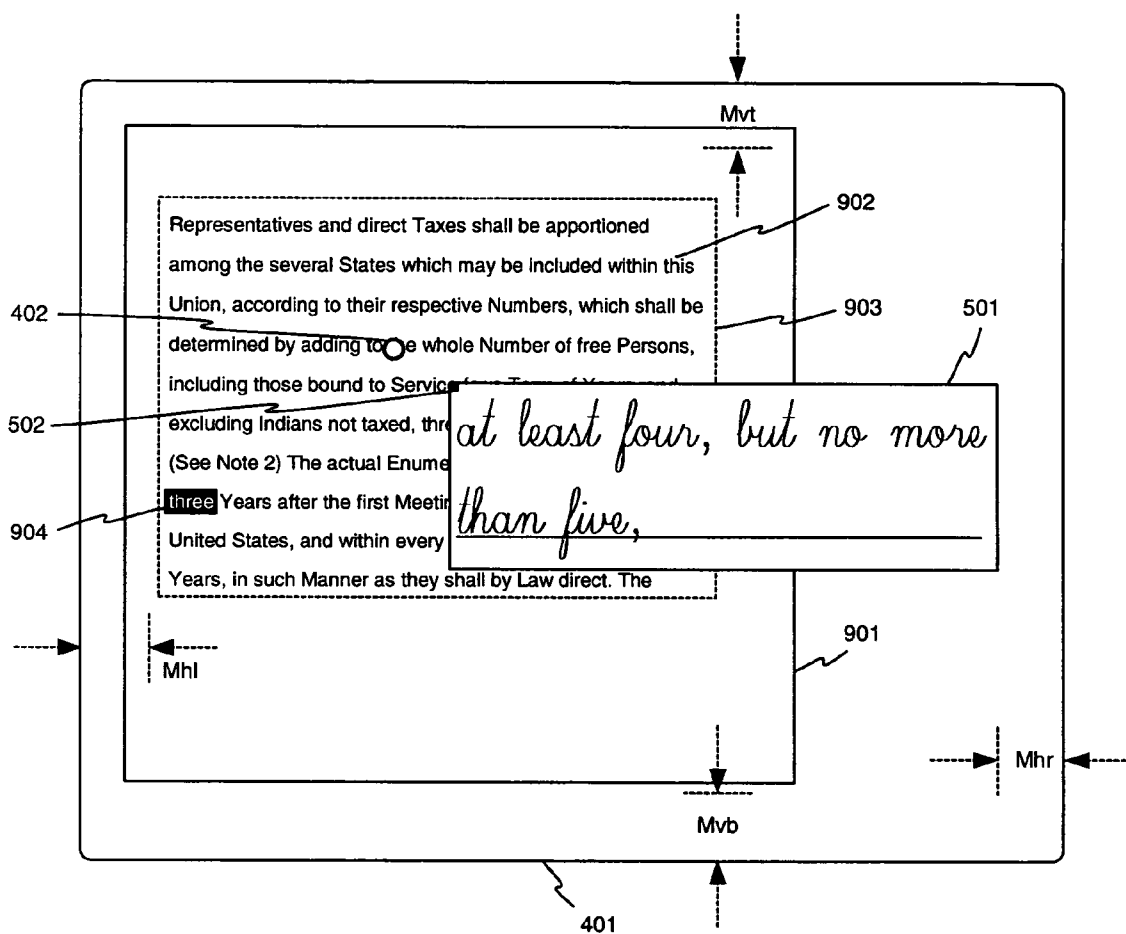 Mvt
902
Representatives and direct Taxes shall be apportioned
among the several States which may be included within this
Union, according to their respective Numbers, which shall be
903
501
402
determined by adding to e whole Number of free Persons,
including those bound to Service
502
excluding Indians not taxed,
at least four, but no more
(See Note 2) The actual
than five,
three Years after the first
904
United States, and within every
Years, in such Manner as they shall by Law direct. The
901
Mhl
Mhr
Mvb
401